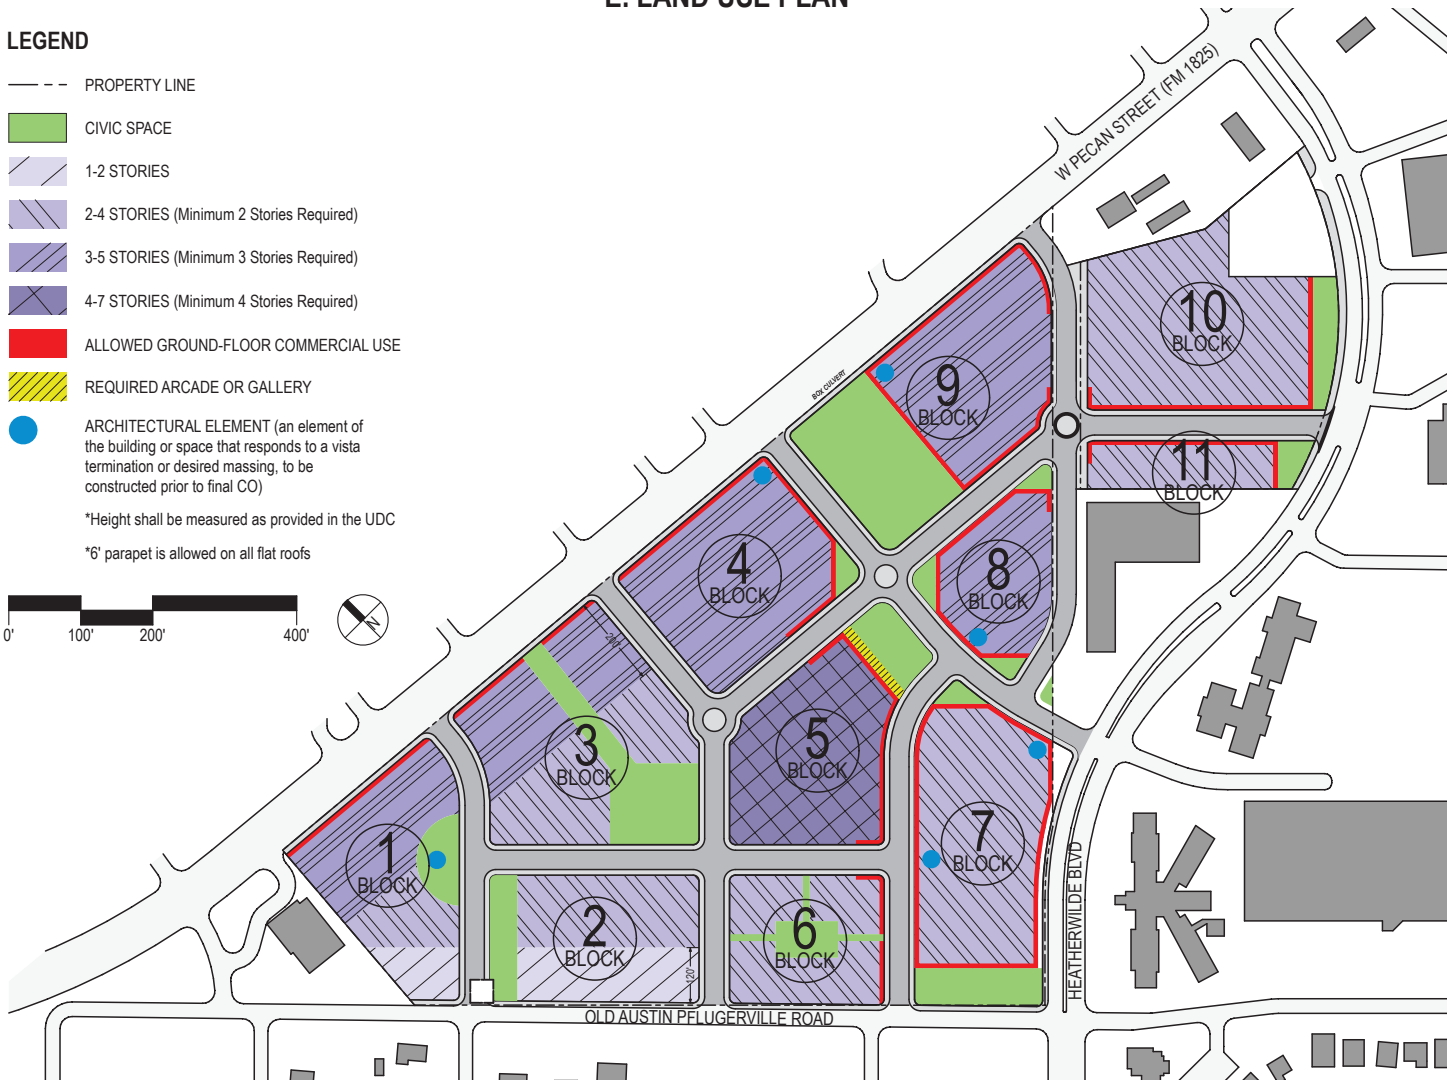 E. LAND USE PLAN
LEGEND
PROPERTY LINE
CIVIC SPACE
1-2 STORIES
2-4 STORIES (Minimum 2 Stories Required)
3-5 STORIES (Minimum 3 Stories Required)
4-7 STORIES (Minimum 4 Stories Required)
ALLOWED GROUND-FLOOR COMMERCIAL USE
REQUIRED ARCADE OR GALLERY
ARCHITECTURAL ELEMENT (an element of
the building or space that responds to a vista
termination or desired massing, to be
constructed prior to final CO)
*Height shall be measured as provided in the UDC
*6' parapet is allowed on all flat roofs
0'
100'
200'
400'
N
W PECAN STREET (FM 1825)
BOX CULVERT
10
BLOCK
9
BLOCK
11
BLOCK
4
BLOCK
8
BLOCK
200'
3
BLOCK
5
BLOCK
1
BLOCK
7
BLOCK
2
BLOCK
6
BLOCK
120'
HEATHERWILDE BLVD
OLD AUSTIN PFLUGERVILLE ROAD